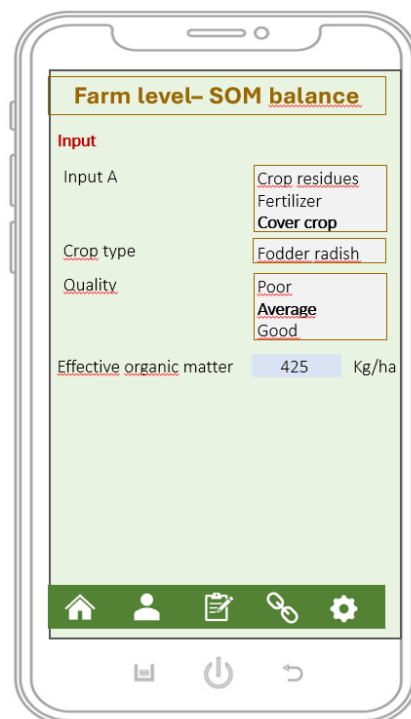 Farm level– SOM balance
Input
Input A
Crop residues
Fertilizer
Cover crop
Crop type
Fodder radish
Quality
Poor
Average
Good
Effective organic matter 425 Kg/ha